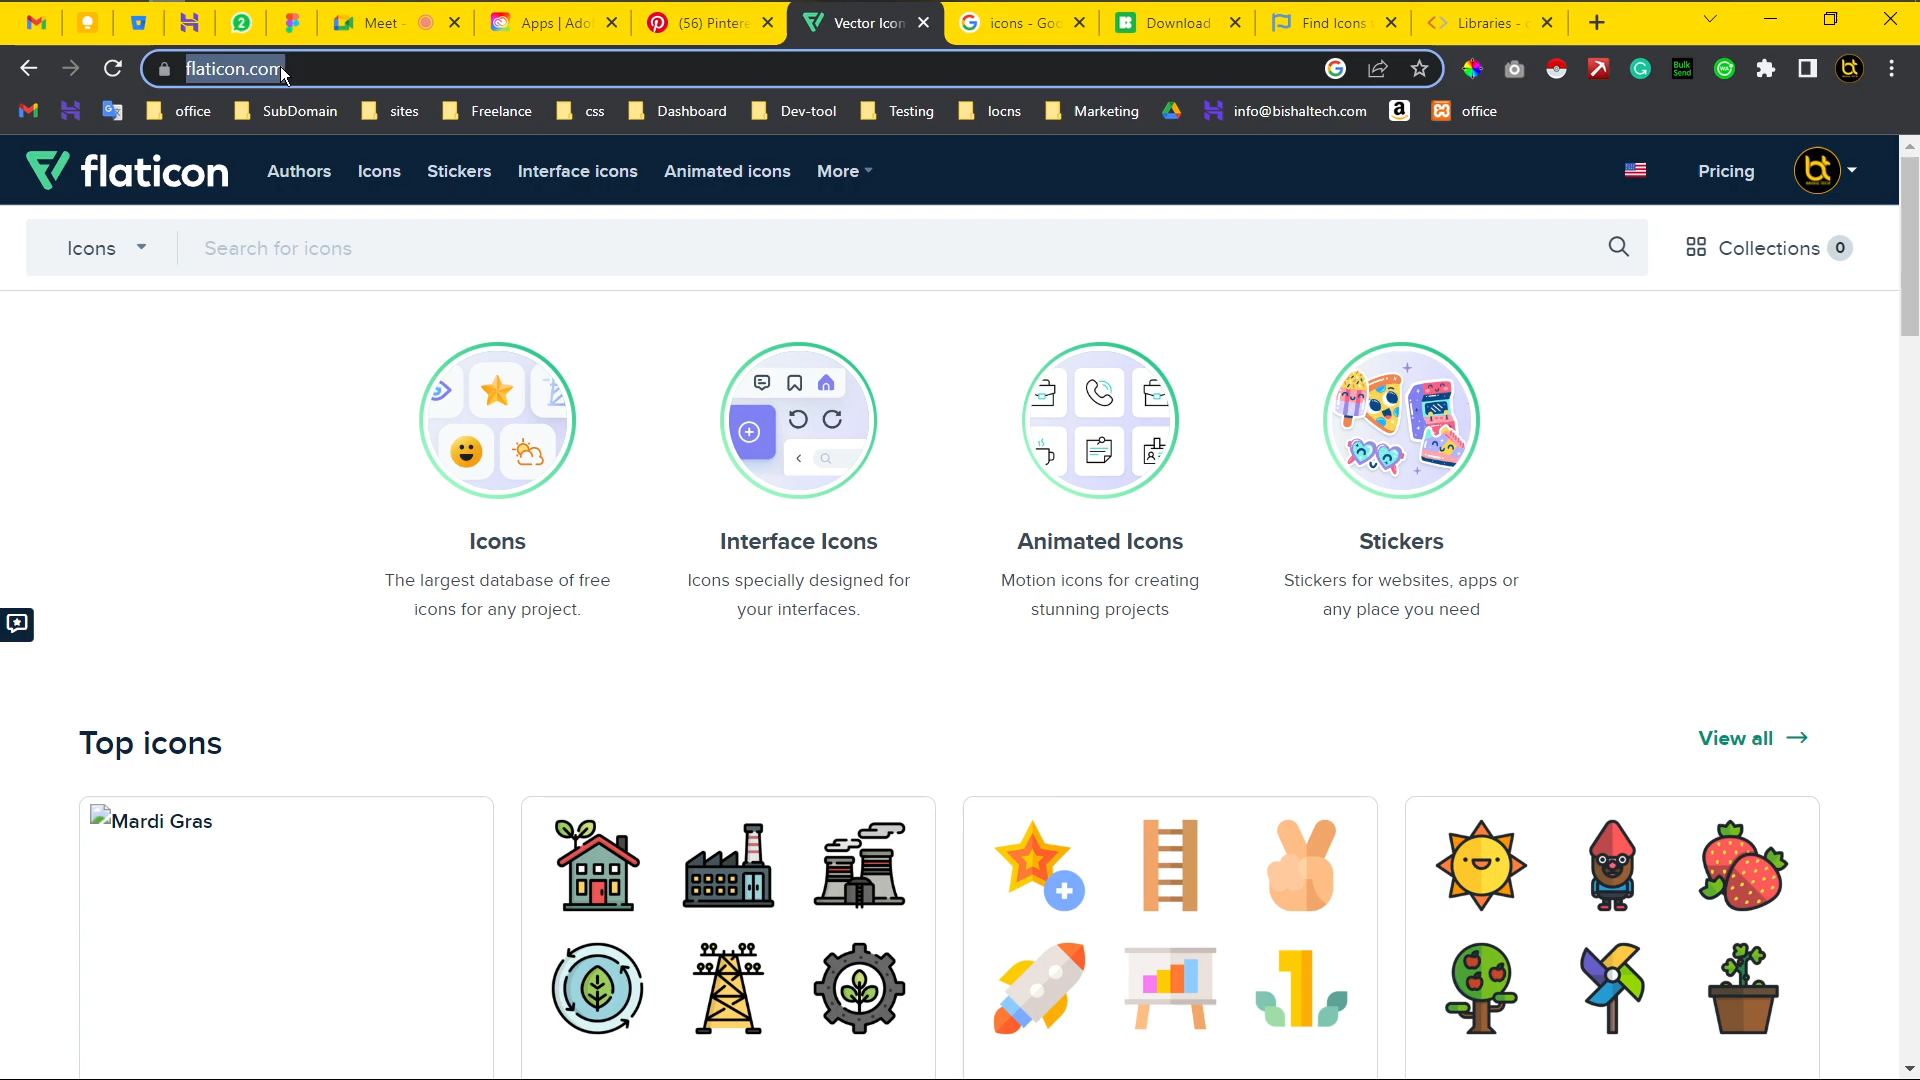 Meet -
Apps | Ado
(56) Pintere
Vector Icon
icons - Goo
Download
Find Icons
Libraries -
flaticon.com
Bulk Send
bt
office
SubDomain
sites
Freelance
css
Dashboard
Dev-tool
Testing
locns
Marketing
info@bishaltech.com
office
flaticon
Authors
Icons
Stickers
Interface icons
Animated icons
More
Pricing
bt
Icons
Search for icons
Collections 0
Icons
Interface Icons
Animated Icons
Stickers
The largest database of free
icons for any project.
Icons specially designed for
your interfaces.
Motion icons for creating
stunning projects
Stickers for websites, apps or
any place you need
Top icons
View all
Mardi Gras